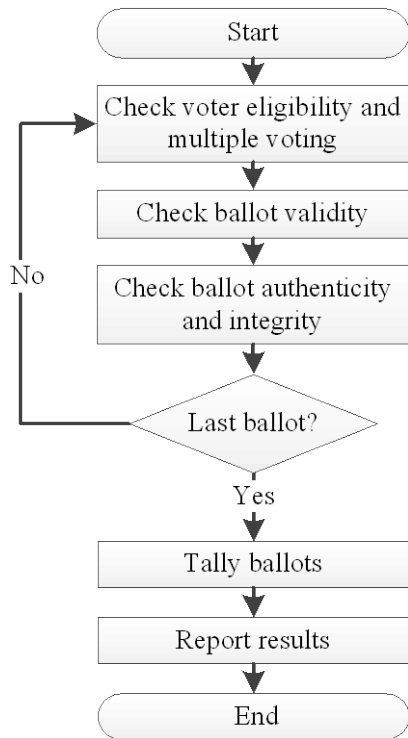 Start
Check voter eligibility and
multiple voting
Check ballot validity
No
Check ballot authenticity
and integrity
Last ballot?
Yes
Tally ballots
Report results
End